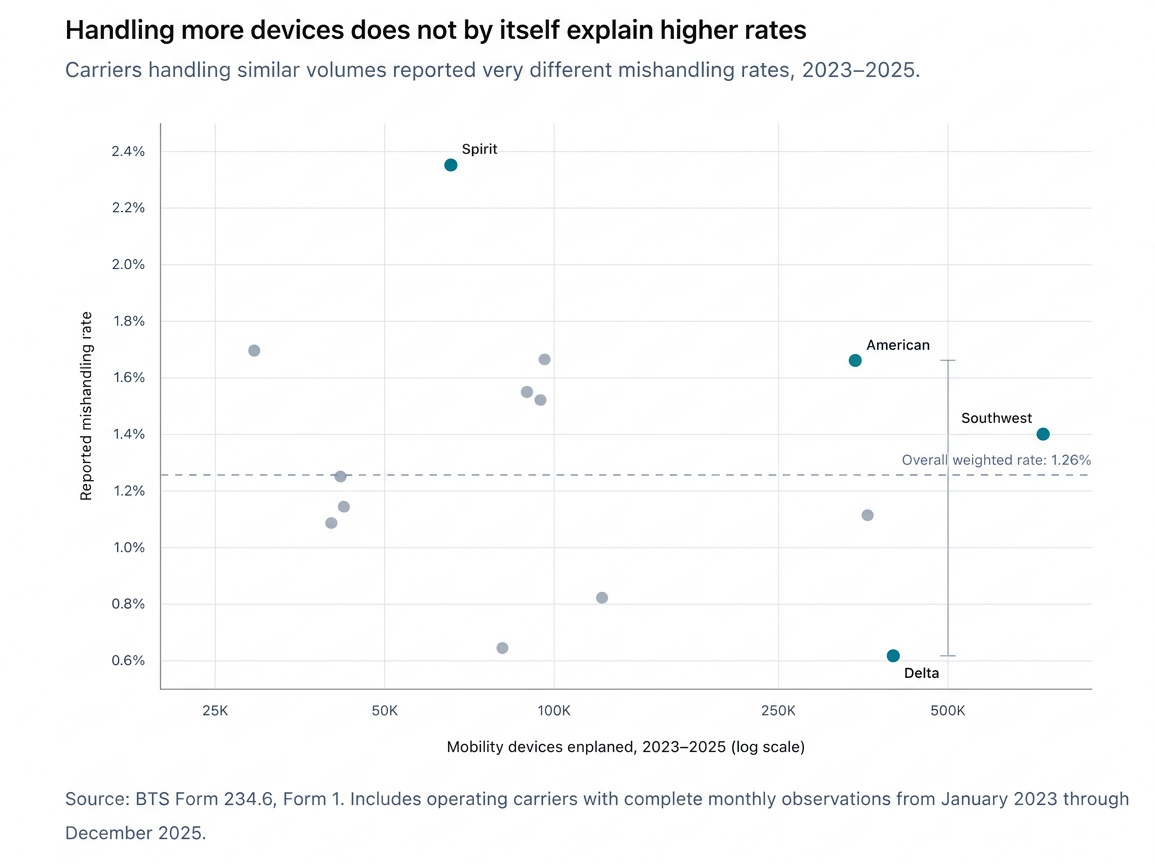 Handling more devices does not by itself explain higher rates
Carriers handling similar volumes reported very different mishandling rates, 2023–2025.
2.4%
Spirit
2.2%
2.0%
1.8%
American
1.6%
Southwest
1.4%
Overall weighted rate: 1.26%
1.2%
1.0%
0.8%
0.6%
Delta
Reported mishandling rate
25K
50K
100K
250K
500K
Mobility devices enplaned, 2023–2025 (log scale)
Source: BTS Form 234.6, Form 1. Includes operating carriers with complete monthly observations from January 2023 through
December 2025.